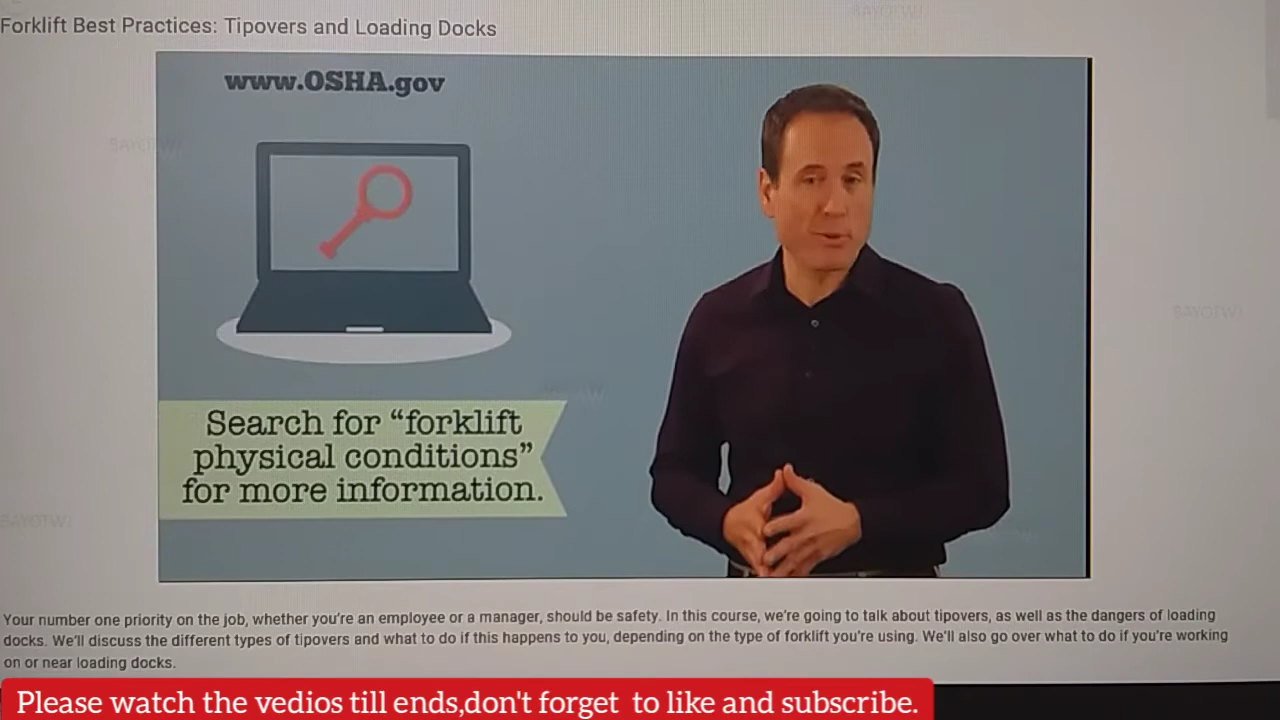 Forklift Best Practices: Tipovers and Loading Docks
SAYOTWJ
www.OSHA.gov
SAYOTWJ
SAYOTWJ
Search for “forklift
physical conditions”
for more information.
SAYOTWJ
Your number one priority on the job, whether you're an employee or a manager, should be safety. In this course, we're going to talk about tipovers, as well as the dangers of loading
docks. We'll discuss the different types of tipovers and what to do if this happens to you, depending on the type of forklift you're using. We'll also go over what to do if you're working
on or near loading docks.
Please watch the vedios till ends,don't forget  to like and subscribe.